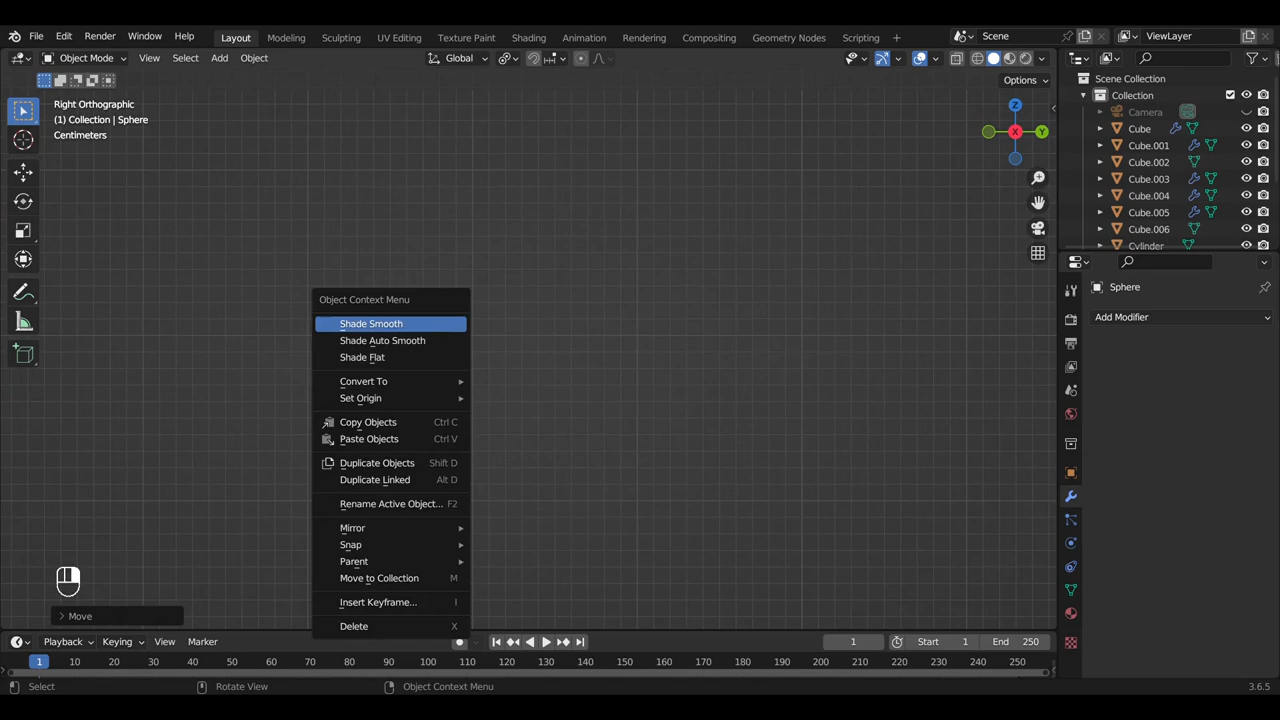 File Edit Render Window Help Layout Modeling Sculpting UV Editing Texture Paint Shading Animation Rendering Compositing Geometry Nodes Scripting + Scene ViewLayer
Object Mode View Select Add Object Global
Options
Right Orthographic
(1) Collection | Sphere
Centimeters
Z
X
Y
Scene Collection
Collection
Camera
Cube
Cube.001
Cube.002
Cube.003
Cube.004
Cube.005
Cube.006
Cylinder
Sphere
Add Modifier
Object Context Menu
Shade Smooth
Shade Auto Smooth
Shade Flat
Convert To
Set Origin
Copy Objects Ctrl C
Paste Objects Ctrl V
Duplicate Objects Shift D
Duplicate Linked Alt D
Rename Active Object... F2
Mirror
Snap
Parent
Move to Collection M
Insert Keyframe... I
Delete X
Move
Playback Keying View Marker 1 Start 1 End 250
1 10 20 30 40 50 60 70 80 90 100 110 120 130 140 150 160 170 180 190 200 210 220 230 240 250
Select Rotate View Object Context Menu 3.6.5